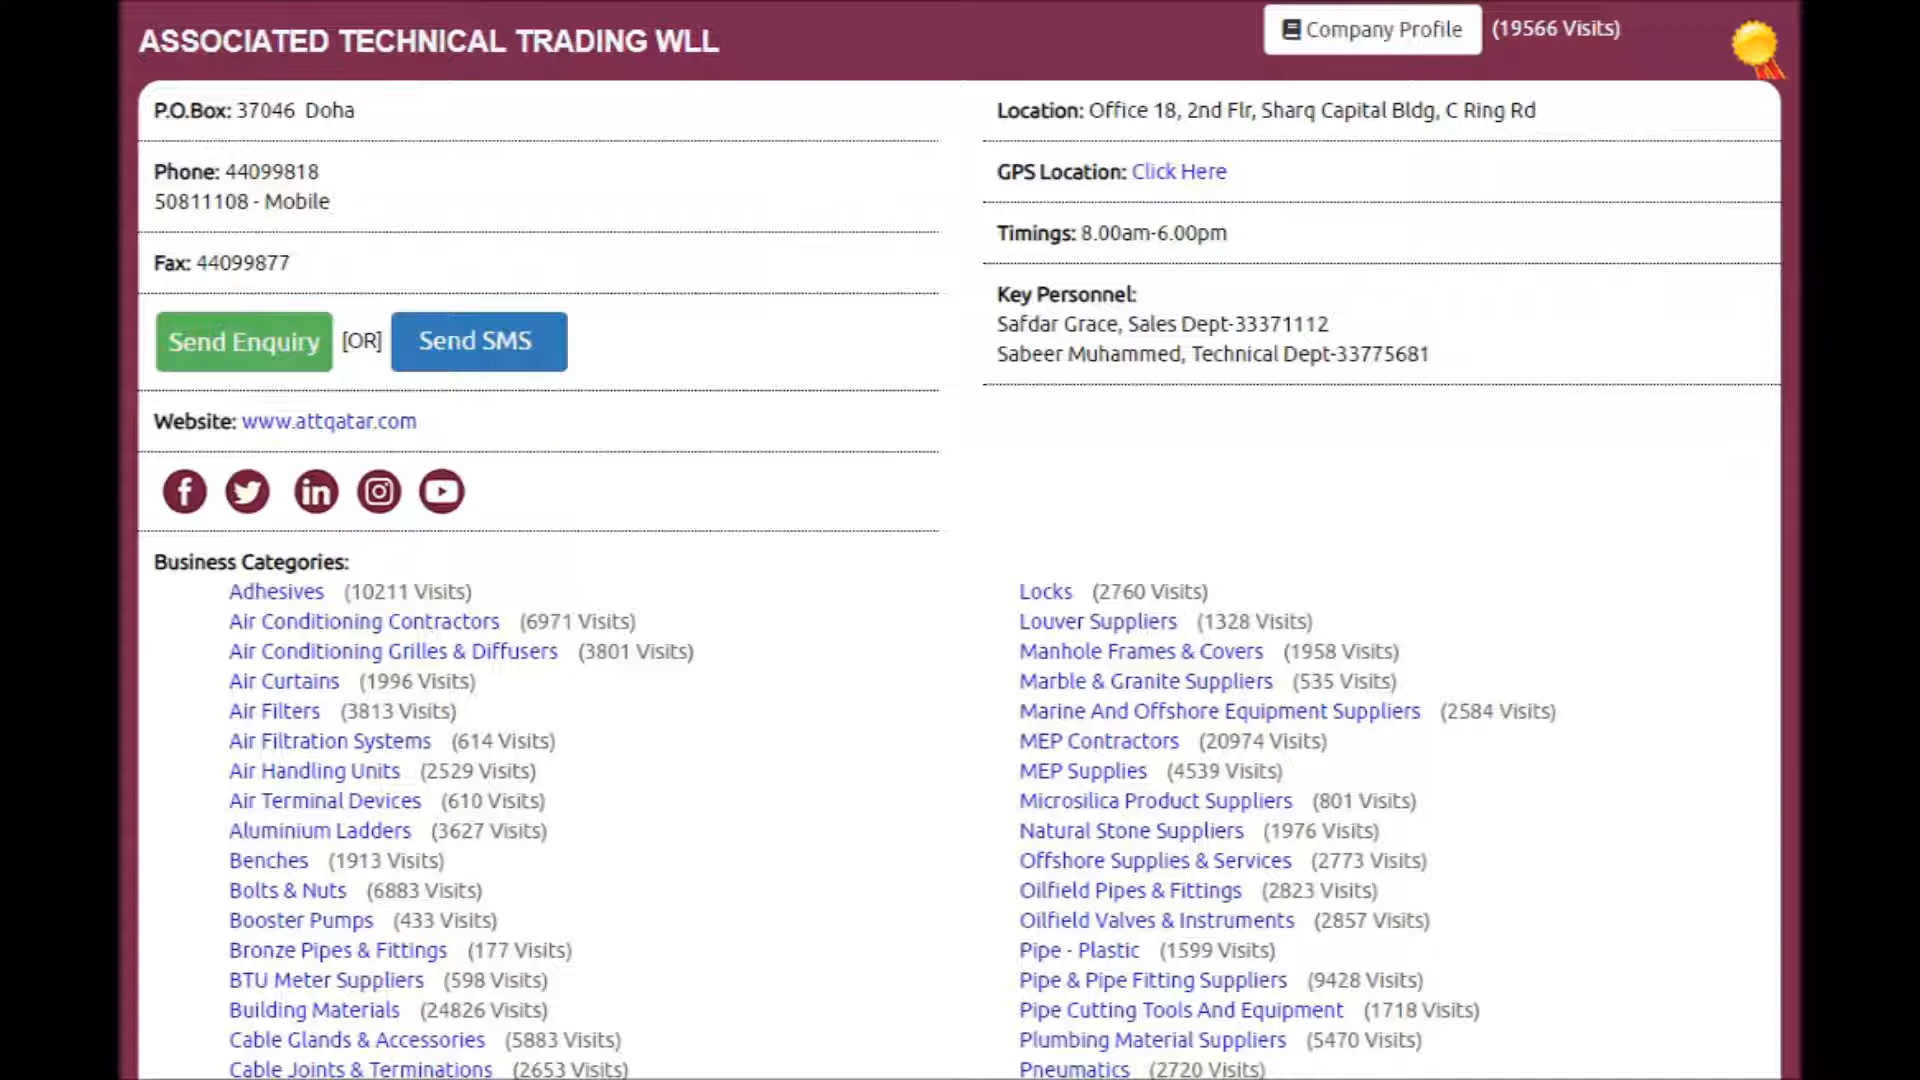 ASSOCIATED TECHNICAL TRADING WLL
Company Profile (19566 Visits)
P.O.Box: 37046 Doha
Phone: 44099818
50811108 - Mobile
Fax: 44099877
Send Enquiry [OR] Send SMS
Website: www.attqatar.com
Location: Office 18, 2nd Flr, Sharq Capital Bldg, C Ring Rd
GPS Location: Click Here
Timings: 8.00am-6.00pm
Key Personnel:
Safdar Grace, Sales Dept-33371112
Sabeer Muhammed, Technical Dept-33775681
Business Categories:
Adhesives (10211 Visits)
Air Conditioning Contractors (6971 Visits)
Air Conditioning Grilles & Diffusers (3801 Visits)
Air Curtains (1996 Visits)
Air Filters (3813 Visits)
Air Filtration Systems (614 Visits)
Air Handling Units (2529 Visits)
Air Terminal Devices (610 Visits)
Aluminium Ladders (3627 Visits)
Benches (1913 Visits)
Bolts & Nuts (6883 Visits)
Booster Pumps (433 Visits)
Bronze Pipes & Fittings (177 Visits)
BTU Meter Suppliers (598 Visits)
Building Materials (24826 Visits)
Cable Glands & Accessories (5883 Visits)
Cable Joints & Terminations (2653 Visits)
Locks (2760 Visits)
Louver Suppliers (1328 Visits)
Manhole Frames & Covers (1958 Visits)
Marble & Granite Suppliers (535 Visits)
Marine And Offshore Equipment Suppliers (2584 Visits)
MEP Contractors (20974 Visits)
MEP Supplies (4539 Visits)
Microsilica Product Suppliers (801 Visits)
Natural Stone Suppliers (1976 Visits)
Offshore Supplies & Services (2773 Visits)
Oilfield Pipes & Fittings (2823 Visits)
Oilfield Valves & Instruments (2857 Visits)
Pipe - Plastic (1599 Visits)
Pipe & Pipe Fitting Suppliers (9428 Visits)
Pipe Cutting Tools And Equipment (1718 Visits)
Plumbing Material Suppliers (5470 Visits)
Pneumatics (2720 Visits)